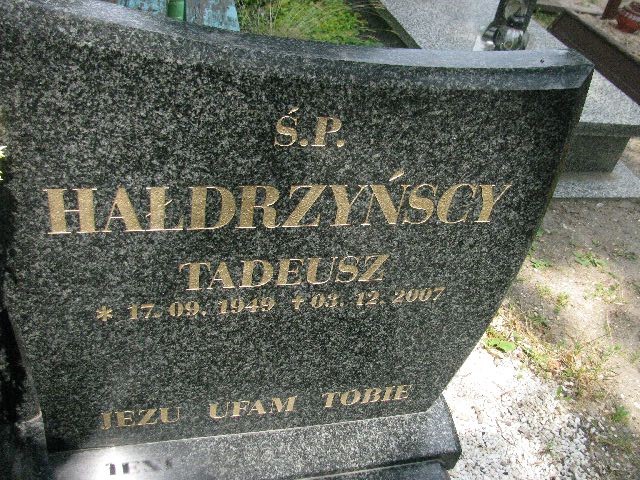 Ś.P.
HAŁDRZYŃSCY
TADEUSZ
* 17. 09. 1949 ✝ 03. 12. 2007
JEZU UFAM TOBIE